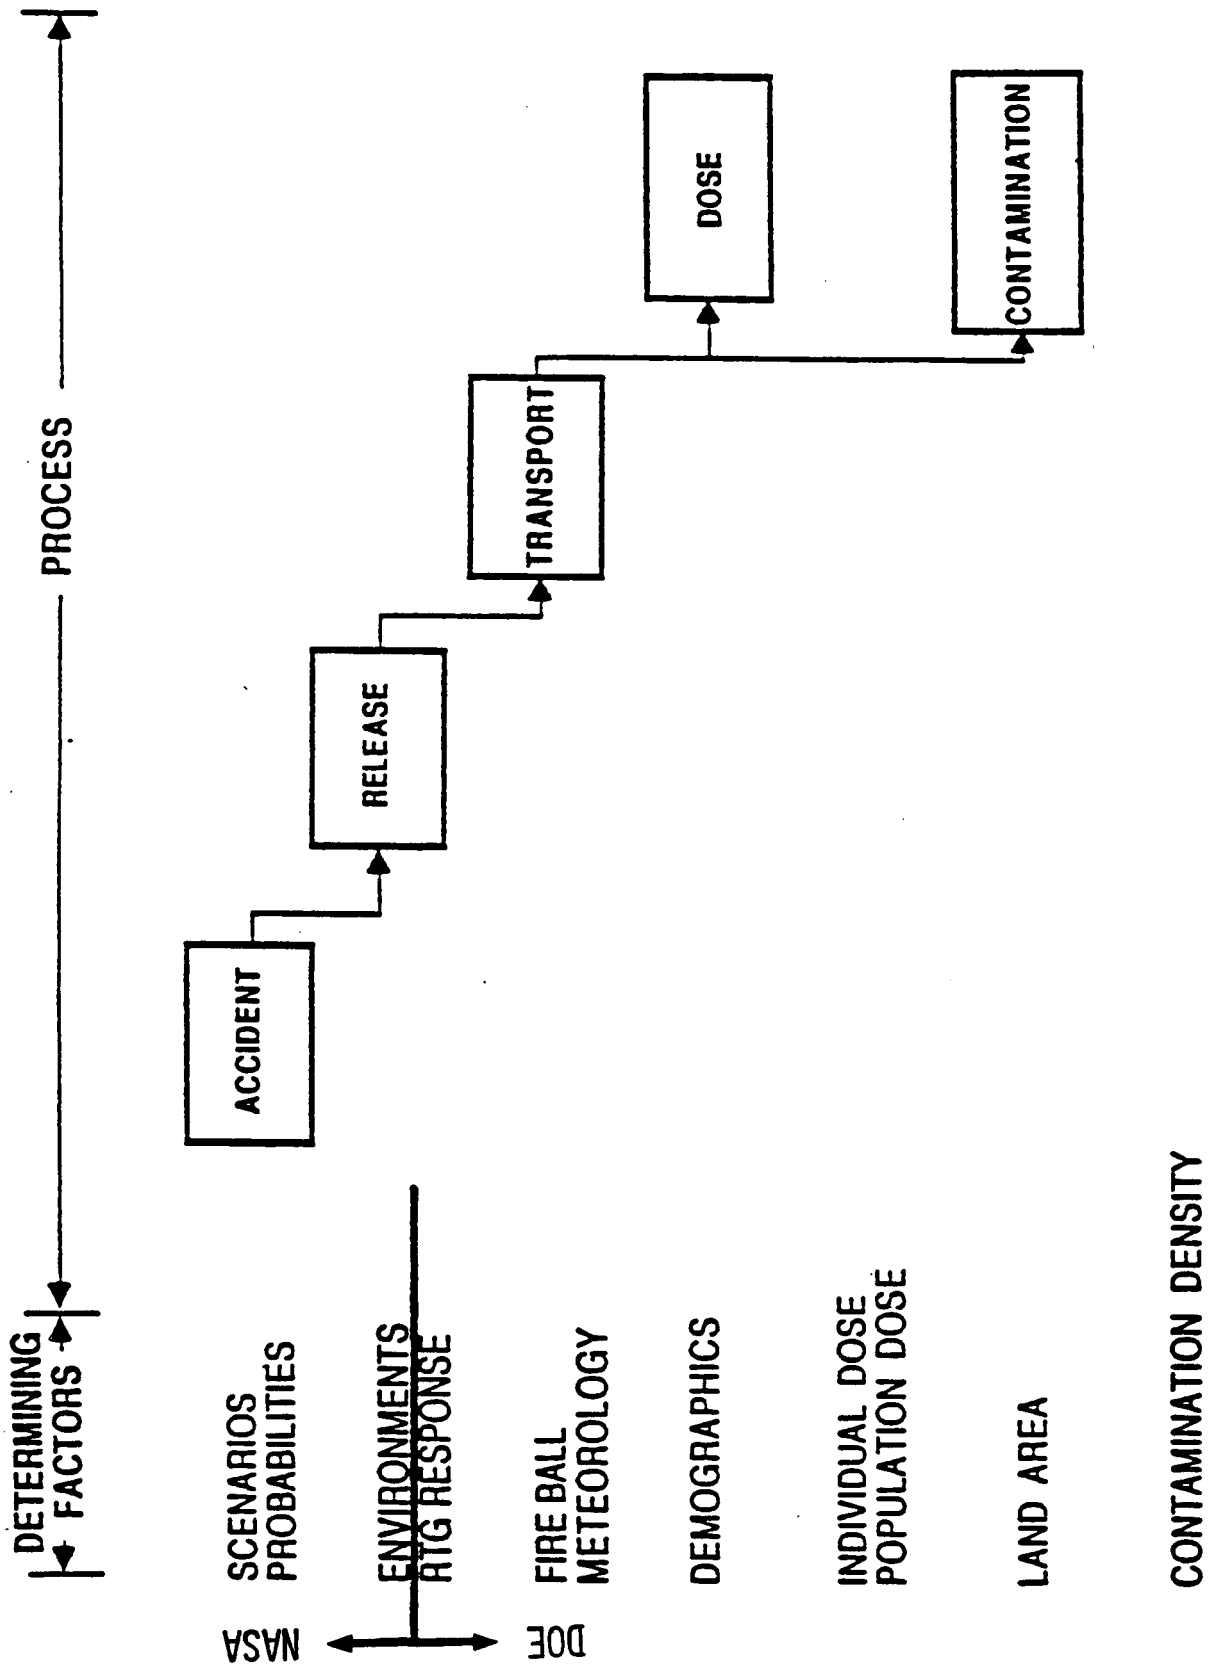 DETERMINING
FACTORS
PROCESS
NASA
SCENARIOS
PROBABILITIES
ACCIDENT
ENVIRONMENTS
RTG RESPONSE
RELEASE
DOE
FIRE BALL
METEOROLOGY
TRANSPORT
DEMOGRAPHICS
DOSE
INDIVIDUAL DOSE
POPULATION DOSE
LAND AREA
CONTAMINATION
CONTAMINATION DENSITY